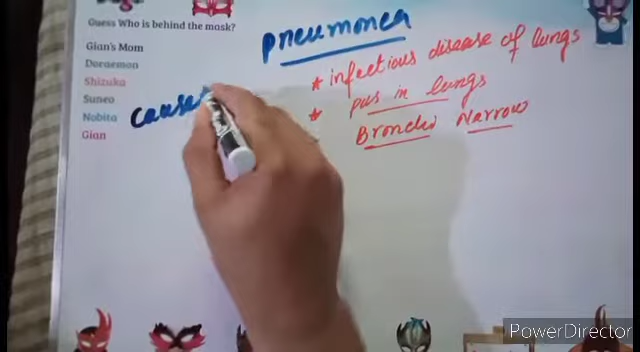 Guess Who is behind the mask?
Gian's Mom
Doraemon
Shizuka
Suneo
Nobita
Gian
pneumonea
* infectious disease of lungs
* pus in lungs
Bronchi Narrow
PowerDirector